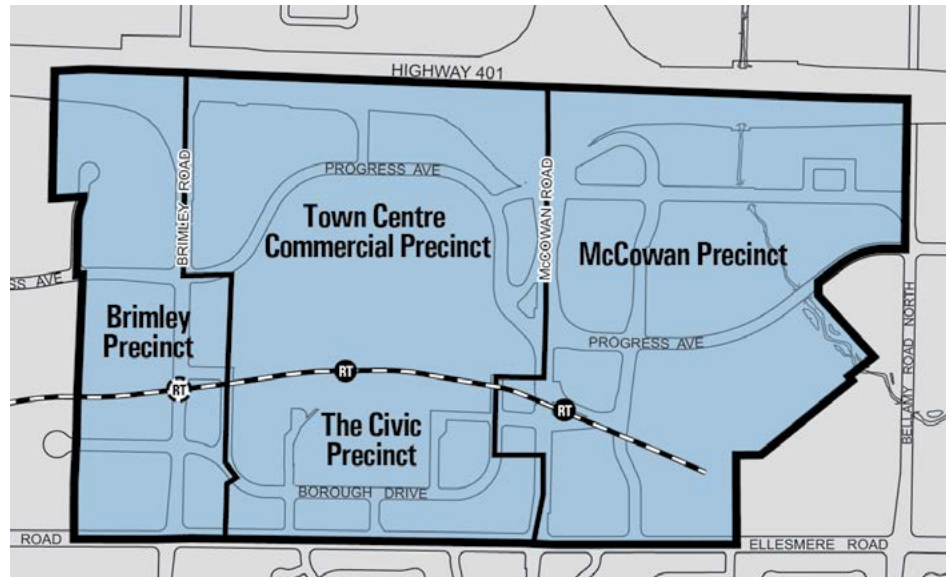 HIGHWAY 401
PROGRESS AVE
BRIMLEY ROAD
McCOWAN ROAD
Town Centre
Commercial Precinct
McCowan Precinct
SS AVE
Brimley
Precinct
PROGRESS AVE
BELLAMY ROAD NORTH
RT
RT
RT
The Civic
Precinct
BOROUGH DRIVE
ROAD
ELLESMERE ROAD